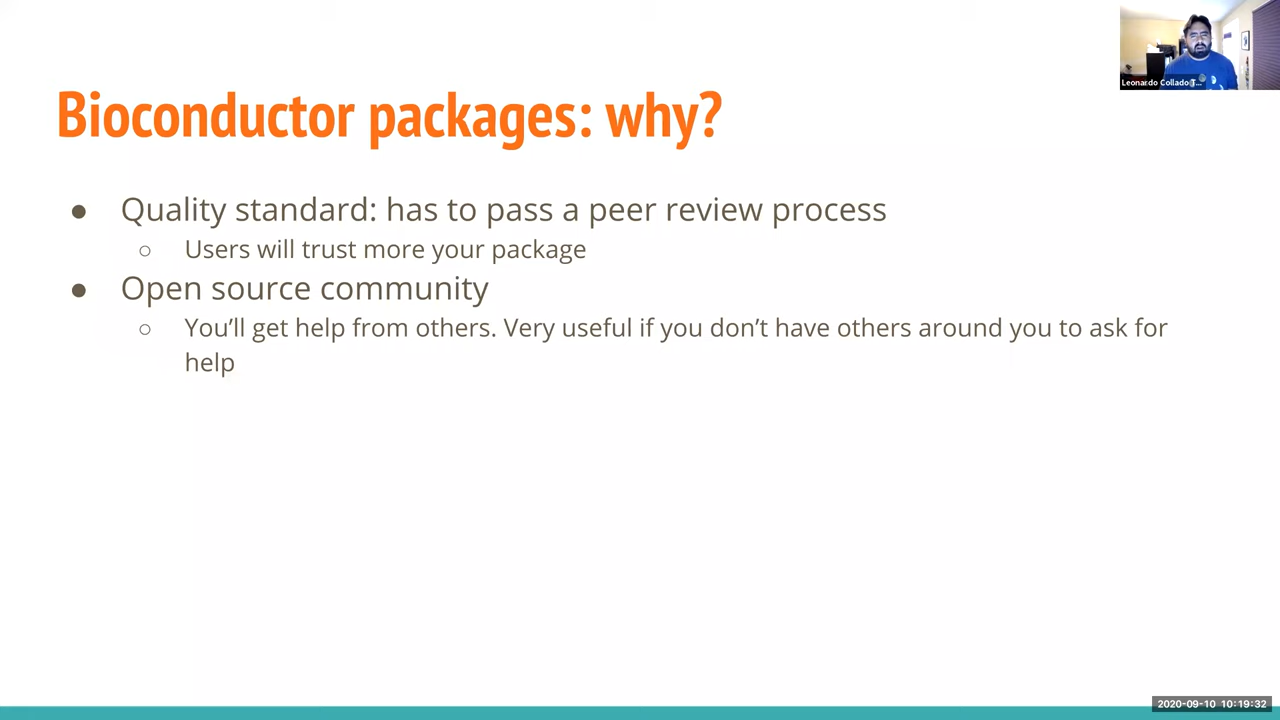 Leonardo Collado T...
Bioconductor packages: why?
● Quality standard: has to pass a peer review process
○ Users will trust more your package
● Open source community
○ You'll get help from others. Very useful if you don't have others around you to ask for
help
2020-09-10 10:19:32